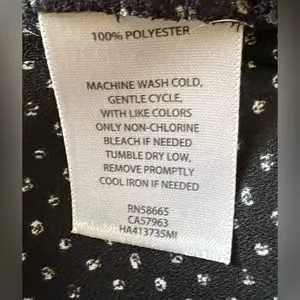 100% POLYESTER
MACHINE WASH COLD,
GENTLE CYCLE,
WITH LIKE COLORS
ONLY NON-CHLORINE
BLEACH IF NEEDED
TUMBLE DRY LOW,
REMOVE PROMPTLY
COOL IRON IF NEEDED
RN58665
CA57963
HA413735MI